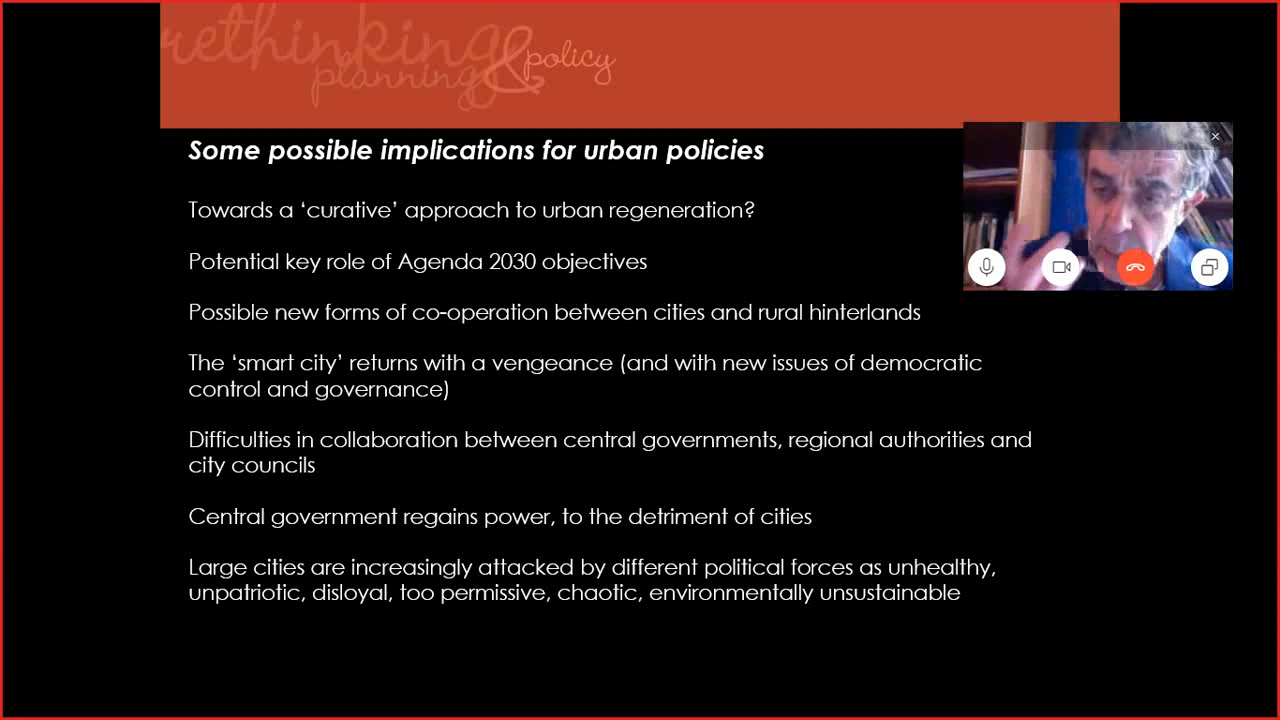 rethinking
planning & policy
Some possible implications for urban policies
Towards a ‘curative’ approach to urban regeneration?
Potential key role of Agenda 2030 objectives
Possible new forms of co-operation between cities and rural hinterlands
The ‘smart city’ returns with a vengeance (and with new issues of democratic
control and governance)
Difficulties in collaboration between central governments, regional authorities and
city councils
Central government regains power, to the detriment of cities
Large cities are increasingly attacked by different political forces as unhealthy,
unpatriotic, disloyal, too permissive, chaotic, environmentally unsustainable